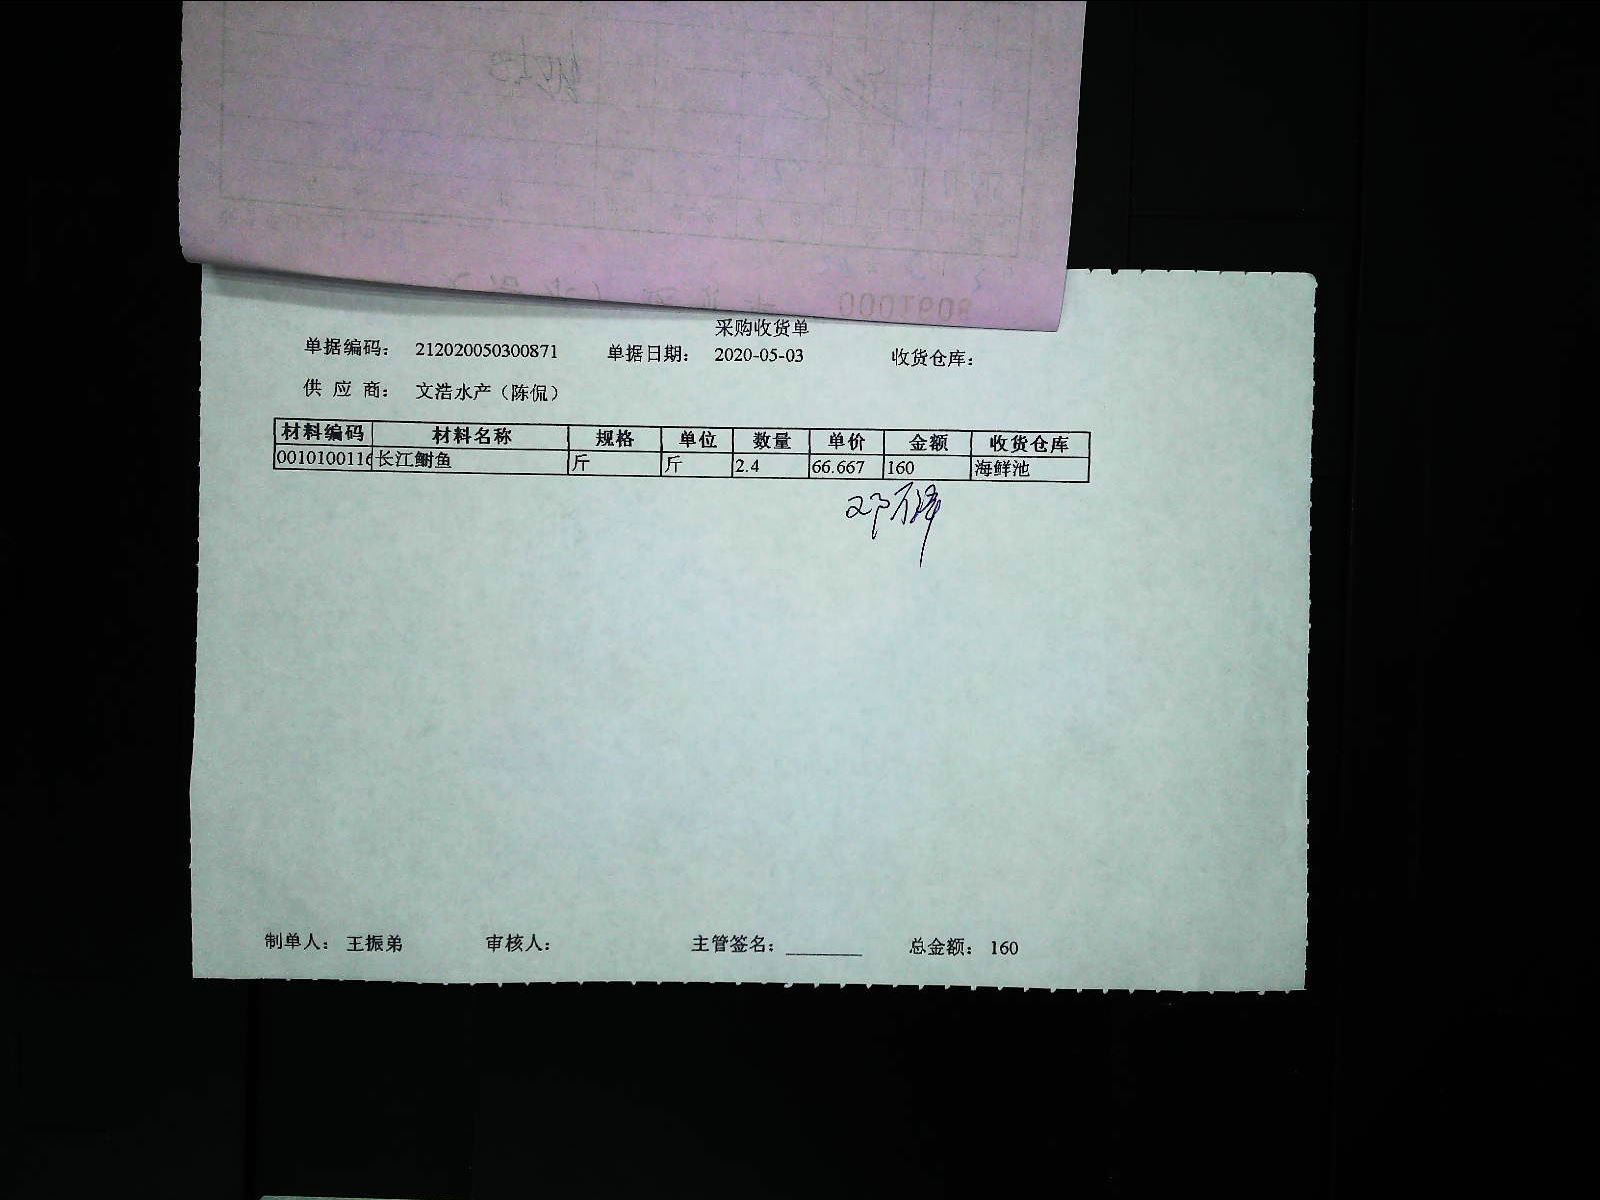 采购收货单
单据编码： 212020050300871 单据日期： 2020-05-03 收货仓库：
供 应 商： 文浩水产（陈侃）
材料编码 材料名称 规格 单位 数量 单价 金额 收货仓库
0010100116 长江鲥鱼 斤 斤 2.4 66.667 160 海鲜池
制单人： 王振弟 审核人： 主管签名：________ 总金额： 160